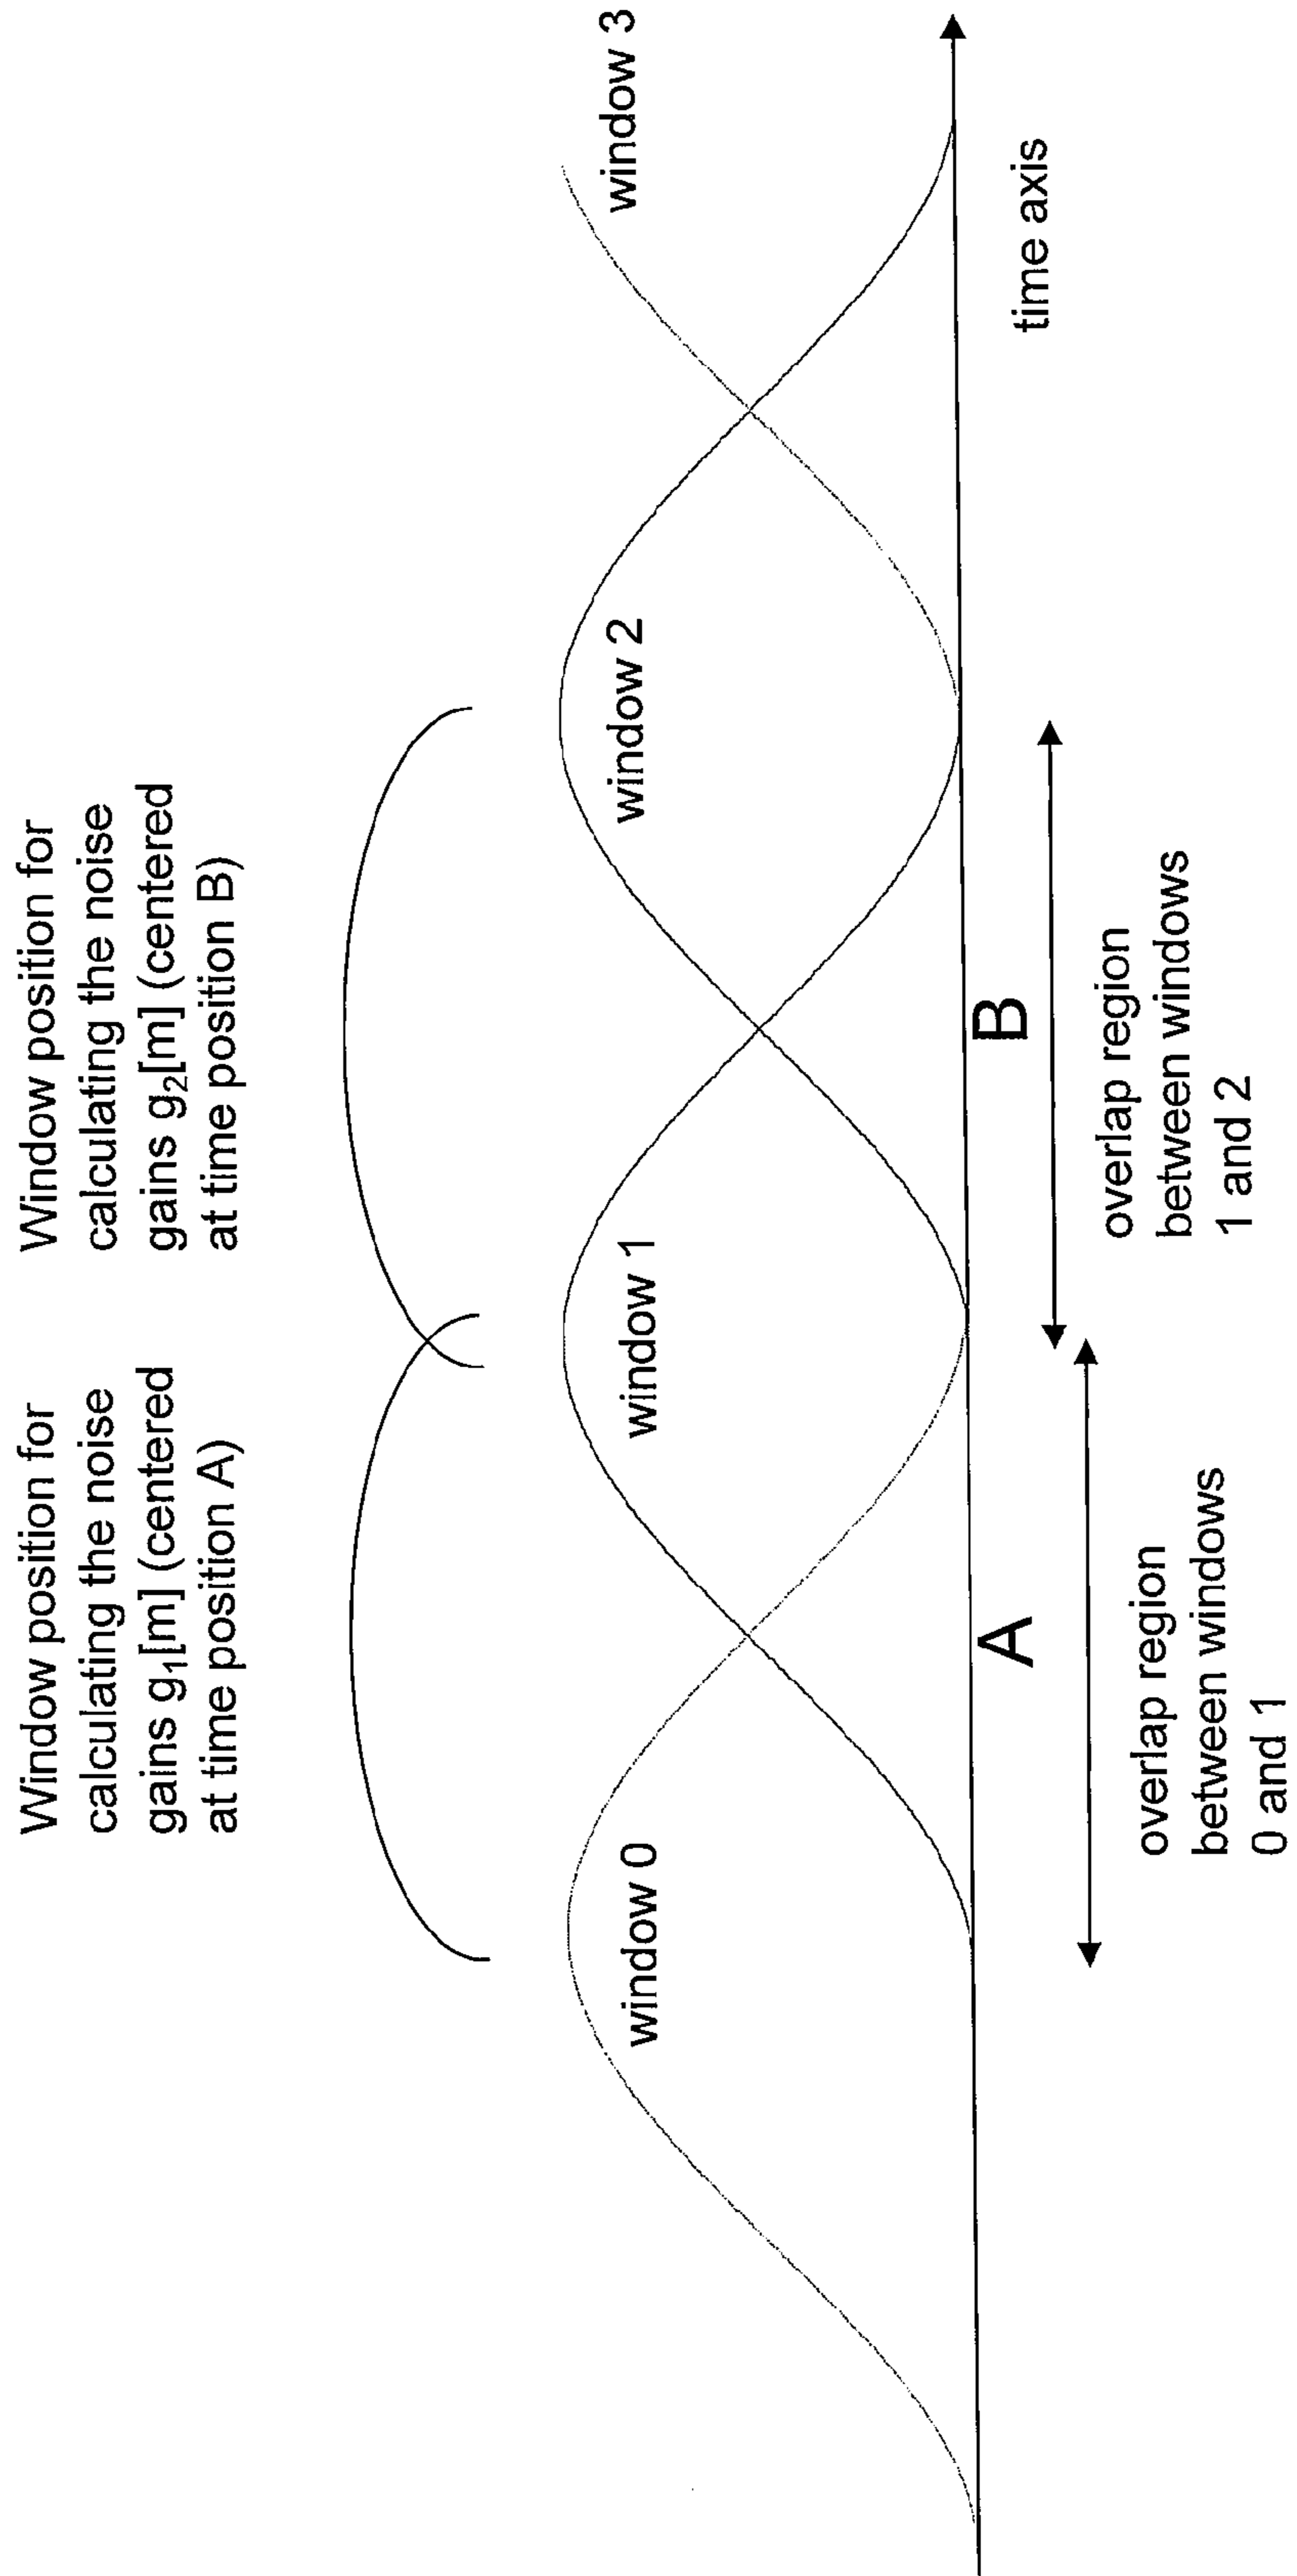 Window position for
calculating the noise
gains g₁[m] (centered
at time position A)
Window position for
calculating the noise
gains g₂[m] (centered
at time position B)
window 0
window 1
window 2
window 3
A
B
time axis
overlap region
between windows
0 and 1
overlap region
between windows
1 and 2